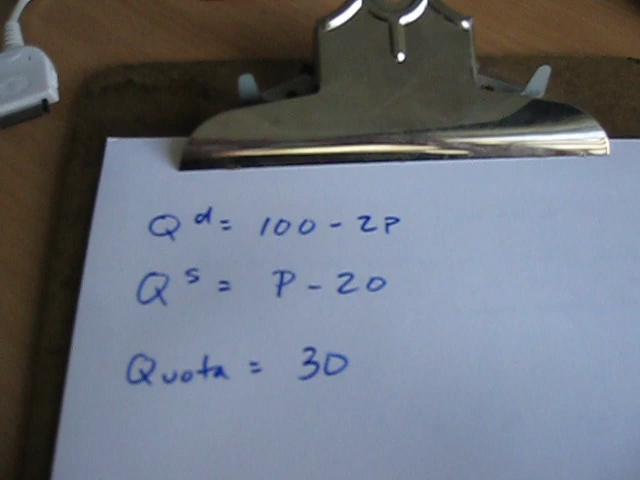 Qd = 100 - 2P
Qs = P - 20
Quota = 30